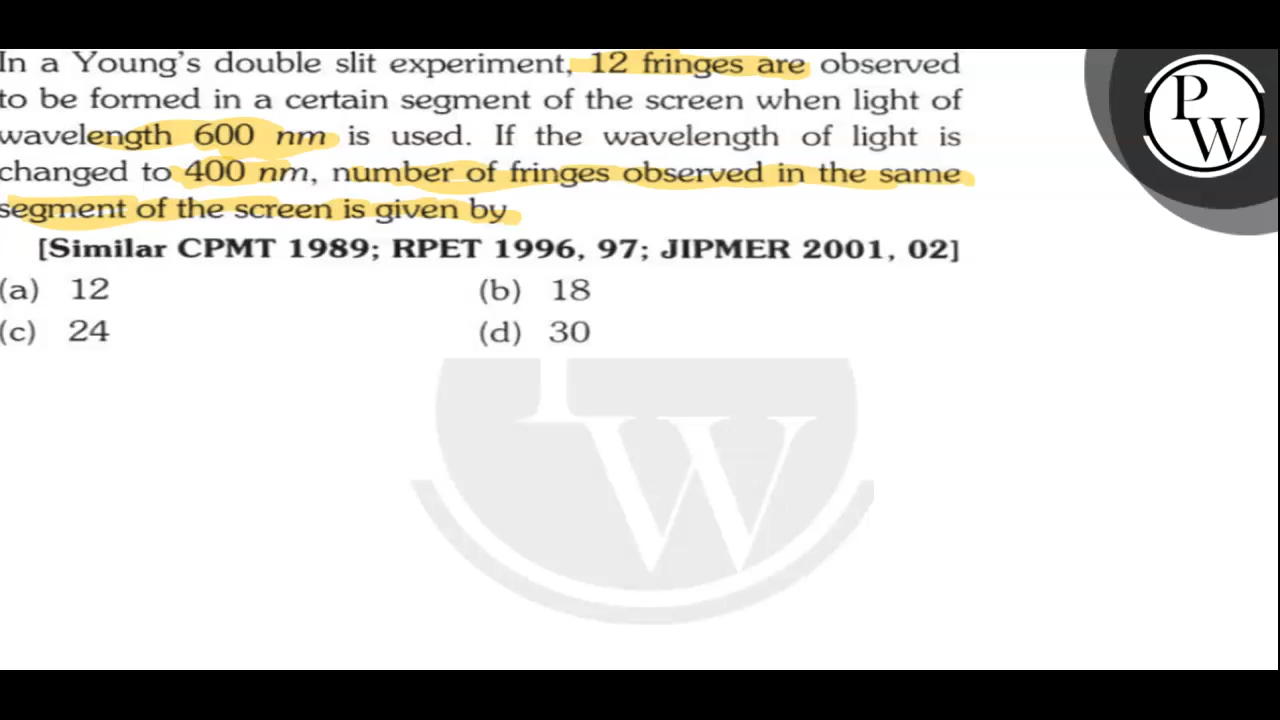 In a Young's double slit experiment, 12 fringes are observed
to be formed in a certain segment of the screen when light of
wavelength 600 nm is used. If the wavelength of light is
changed to 400 nm, number of fringes observed in the same
segment of the screen is given by
[Similar CPMT 1989; RPET 1996, 97; JIPMER 2001, 02]
(a) 12 (b) 18
(c) 24 (d) 30
P
W
W